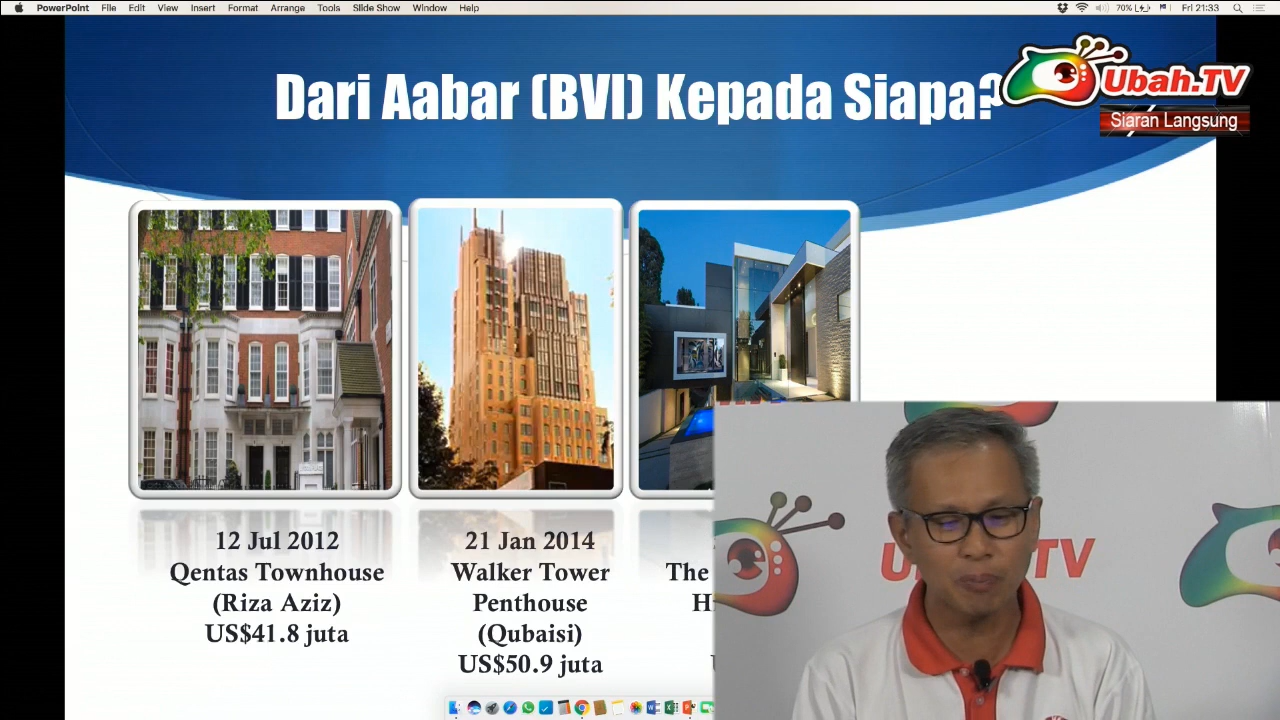 PowerPoint File Edit View Insert Format Arrange Tools Slide Show Window Help 70% Fri 21:33
Dari Aabar (BVI) Kepada Siapa?
Ubah.TV
Siaran Langsung
12 Jul 2012
Qentas Townhouse
(Riza Aziz)
US$41.8 juta
21 Jan 2014
Walker Tower
Penthouse
(Qubaisi)
US$50.9 juta
The
TV